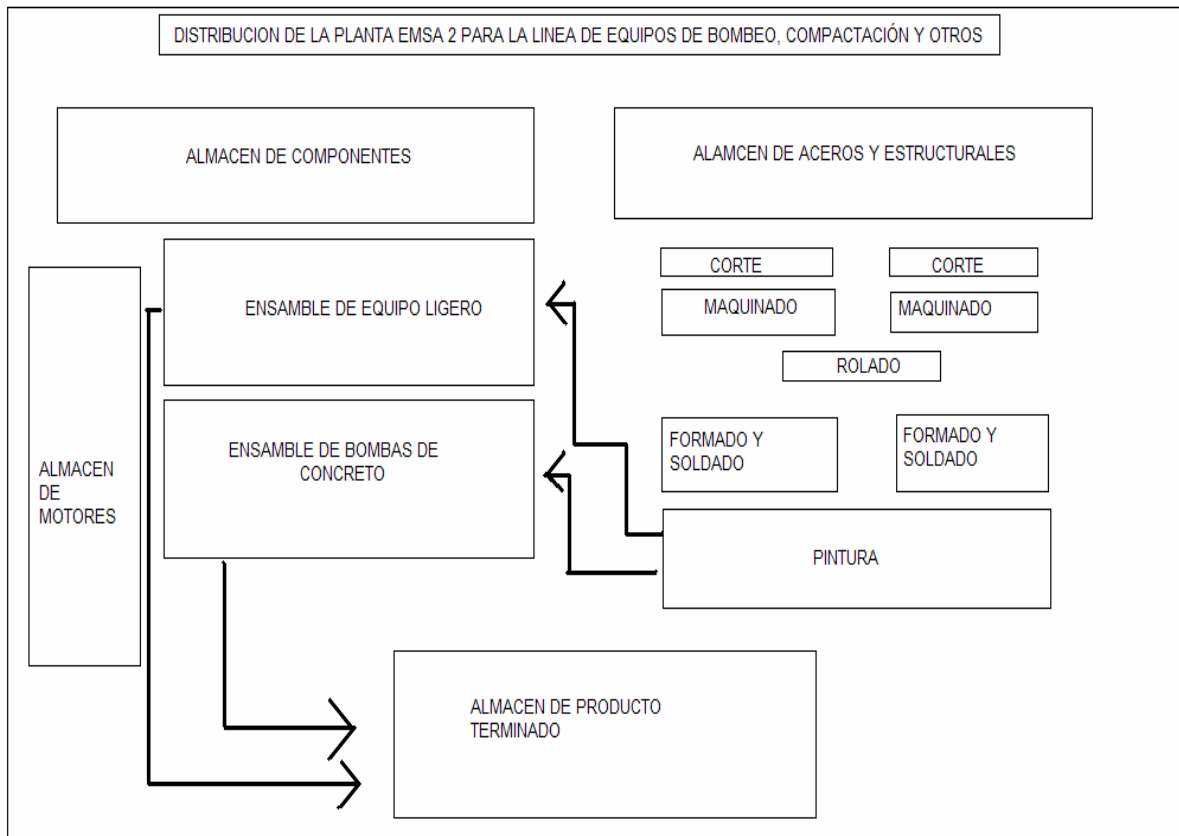 DISTRIBUCION DE LA PLANTA EMSA 2 PARA LA LINEA DE EQUIPOS DE BOMBEO, COMPACTACIÓN Y OTROS
ALMACEN DE COMPONENTES
ALAMCEN DE ACEROS Y ESTRUCTURALES
CORTE
CORTE
MAQUINADO
MAQUINADO
ROLADO
ENSAMBLE DE EQUIPO LIGERO
ENSAMBLE DE BOMBAS DE
CONCRETO
FORMADO Y
SOLDADO
FORMADO Y
SOLDADO
ALMACEN
DE
MOTORES
PINTURA
ALMACEN DE PRODUCTO
TERMINADO